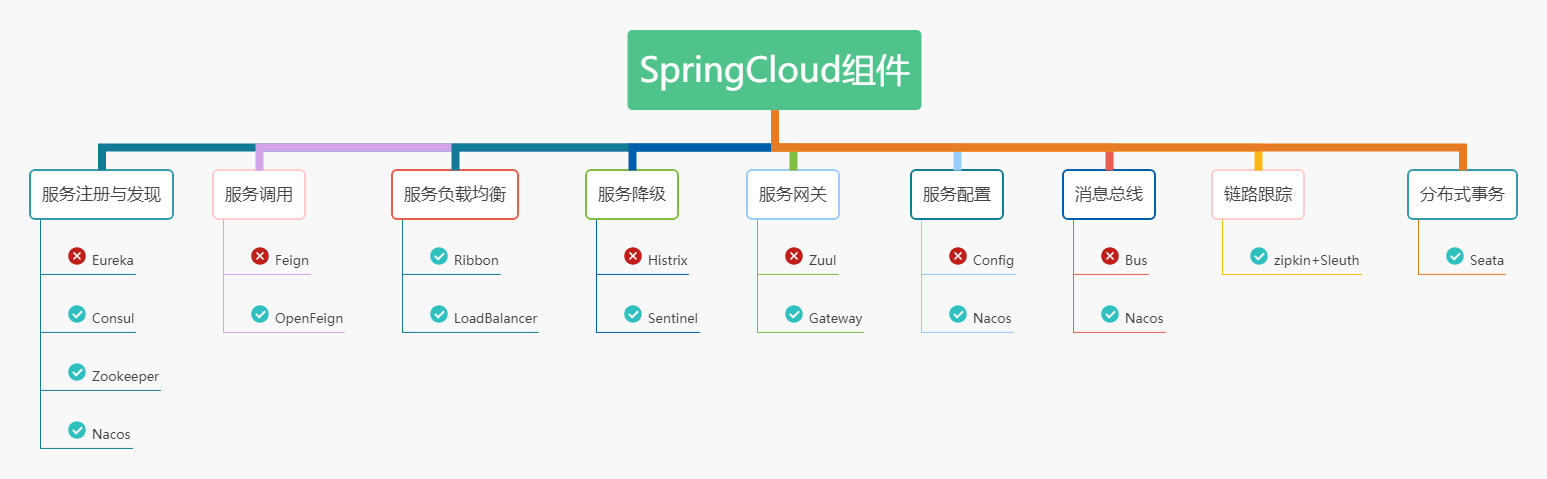 SpringCloud组件
服务注册与发现
Eureka
Consul
Zookeeper
Nacos
服务调用
Feign
OpenFeign
服务负载均衡
Ribbon
LoadBalancer
服务降级
Histrix
Sentinel
服务网关
Zuul
Gateway
服务配置
Config
Nacos
消息总线
Bus
Nacos
链路跟踪
zipkin+Sleuth
分布式事务
Seata